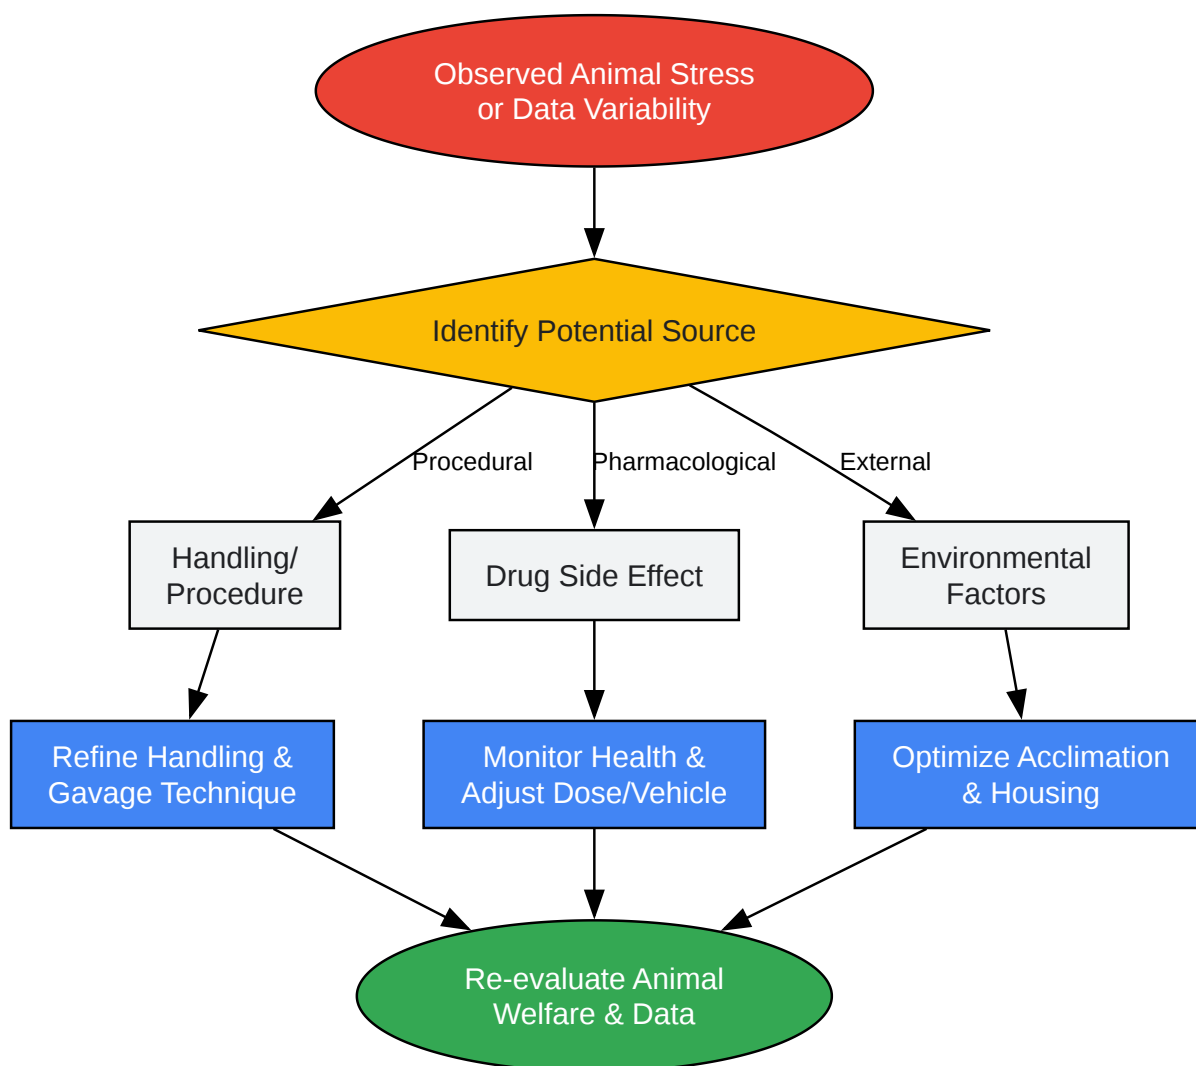 Observed Animal Stress
or Data Variability
Identify Potential Source
Procedural
Pharmacological
External
Handling/
Procedure
Drug Side Effect
Environmental
Factors
Refine Handling &
Gavage Technique
Monitor Health &
Adjust Dose/Vehicle
Optimize Acclimation
& Housing
Re-evaluate Animal
Welfare & Data